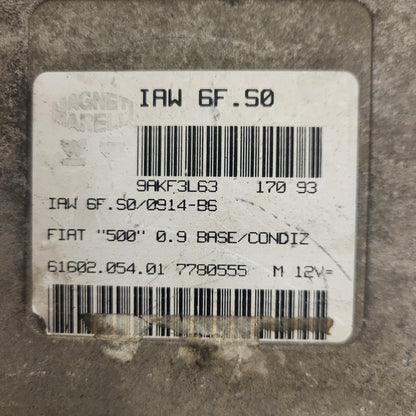 IAW 6F.S0
MAGNETI
MARELLI
9AKF3L63 170 93
IAW 6F.S0/0914-B6
FIAT "500" 0.9 BASE/CONDIZ
61602.054.01 7780555 M 12V=